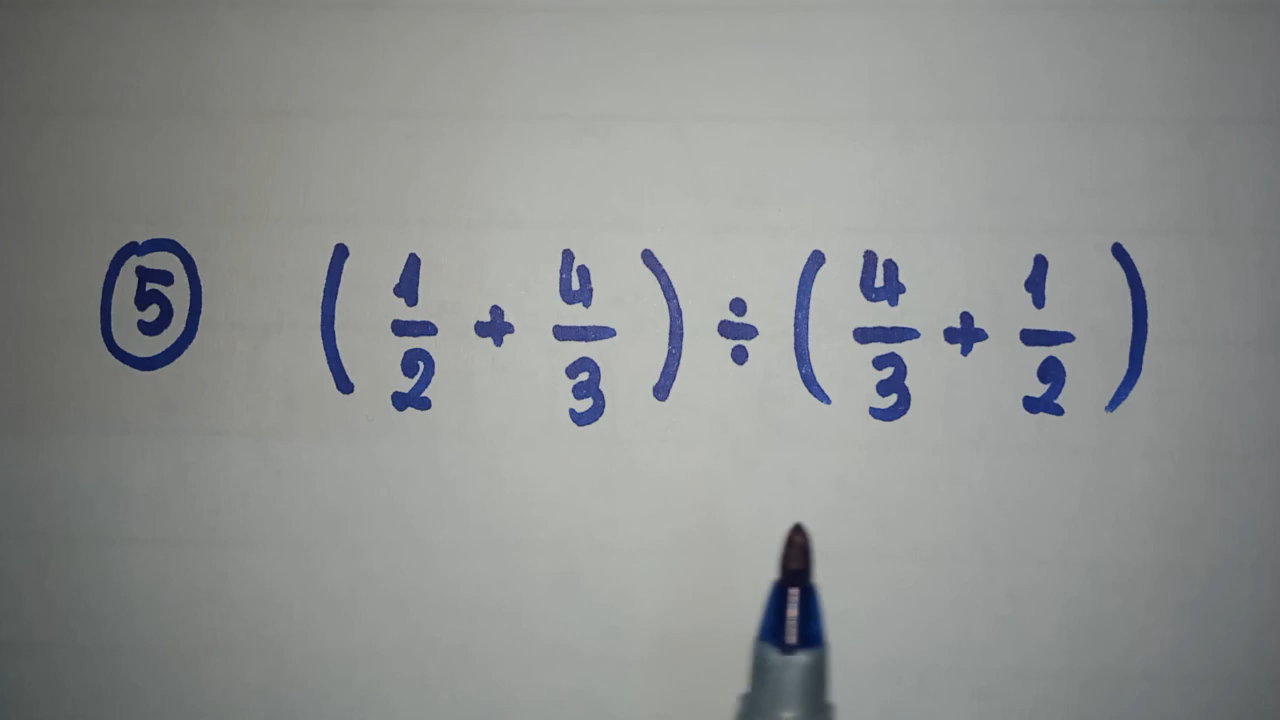 ⑤ ( 1/2 + 4/3 ) ÷ ( 4/3 + 1/2 )